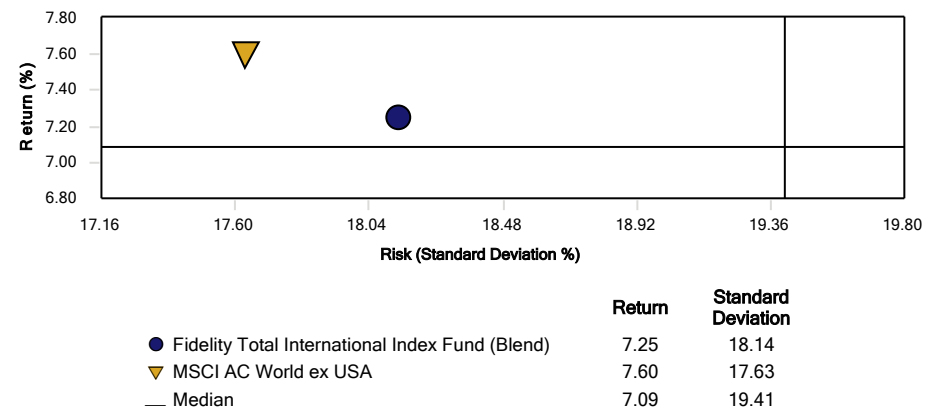 7.80
7.60
7.40
7.20
7.00
6.80
Return (%)
17.16 17.60 18.04 18.48 18.92 19.36 19.80
Risk (Standard Deviation %)
Return Standard Deviation
Fidelity Total International Index Fund (Blend) 7.25 18.14
MSCI AC World ex USA 7.60 17.63
Median 7.09 19.41